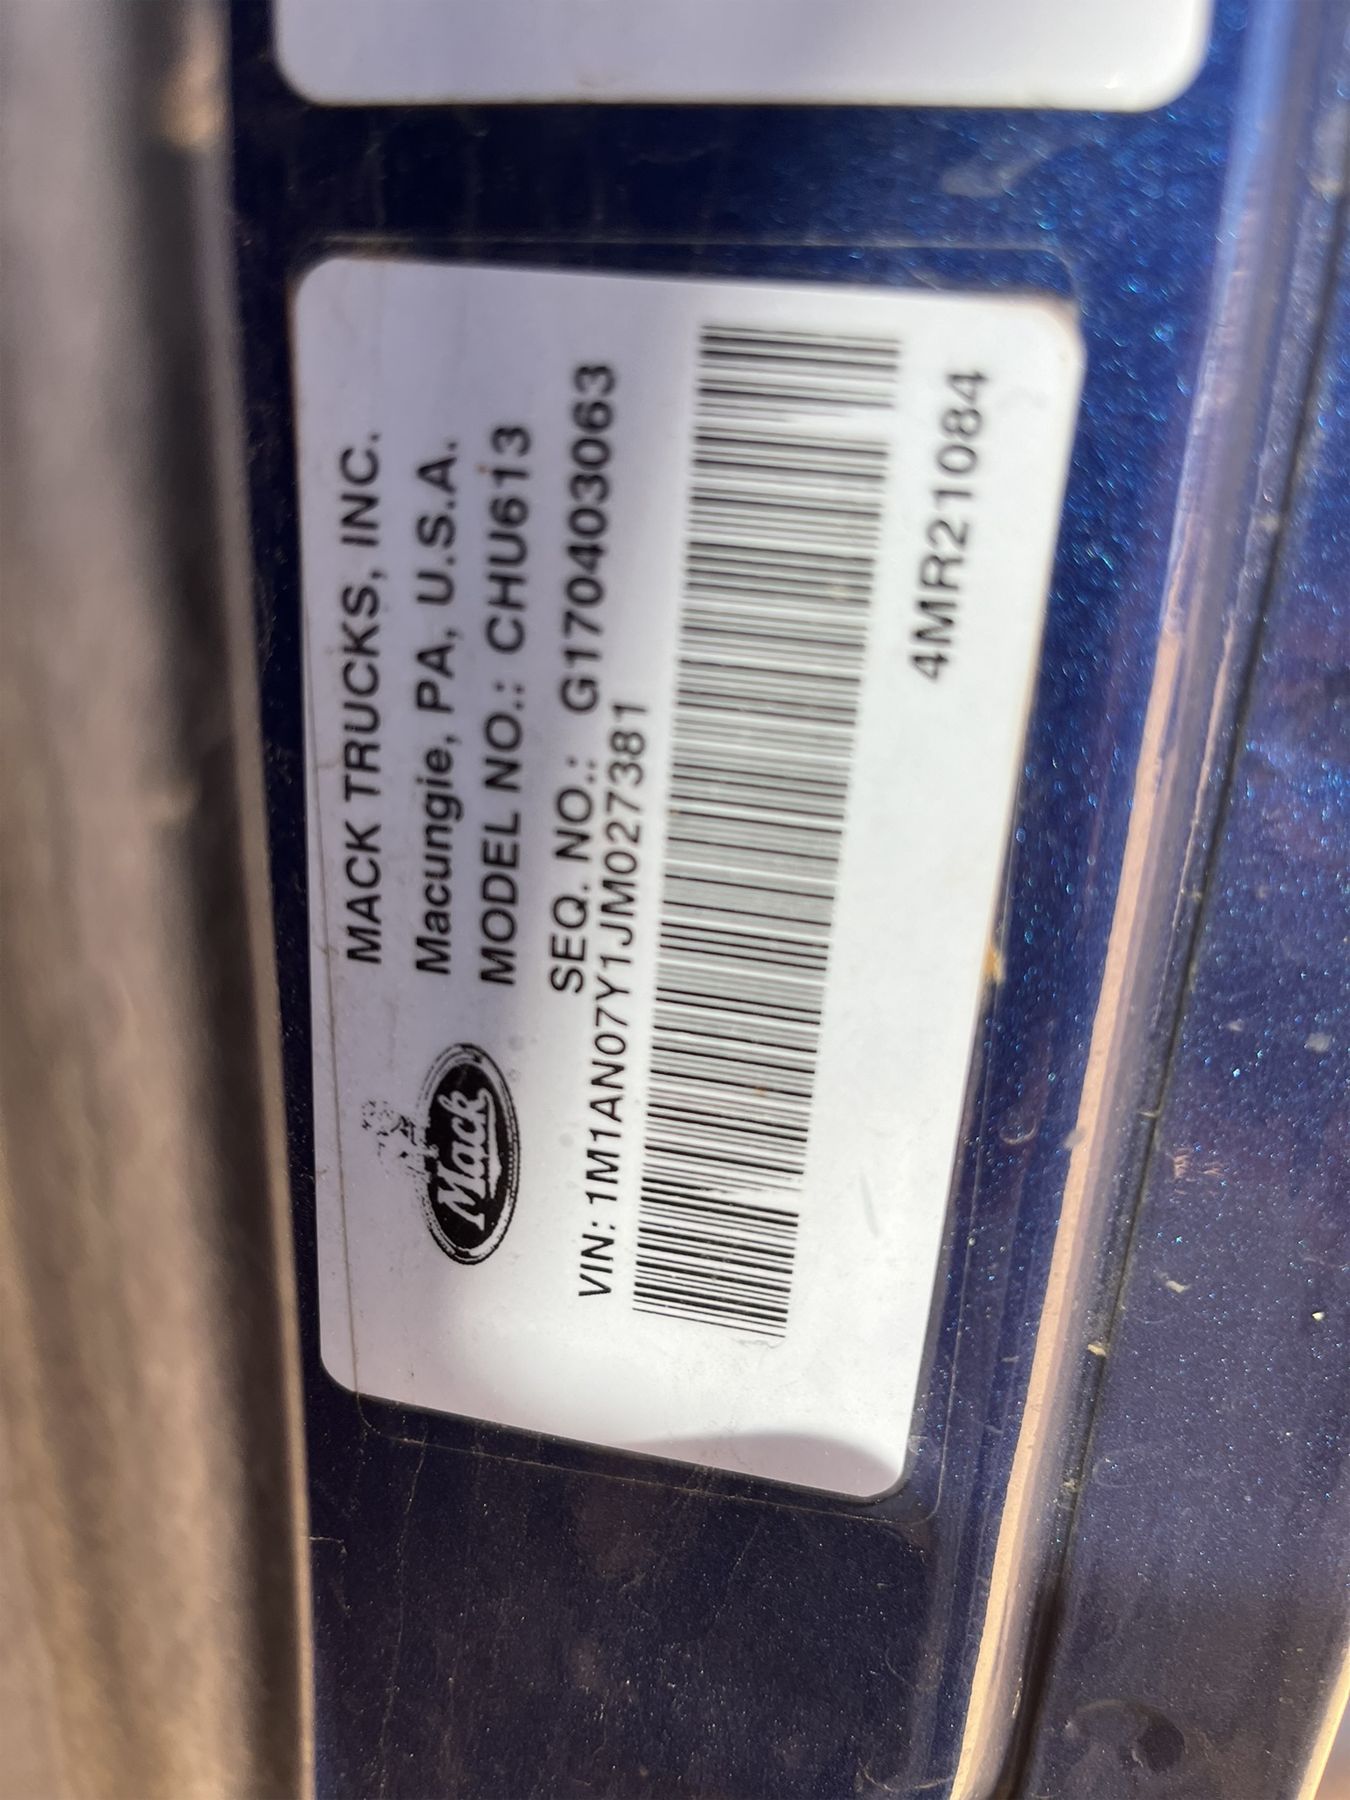 MACK TRUCKS, INC.
Macungie, PA, U.S.A.
MODEL NO.: CHU613
SEQ. NO.: G170403063
Mack
VIN: 1M1AN07Y1JM027381
4MR21084